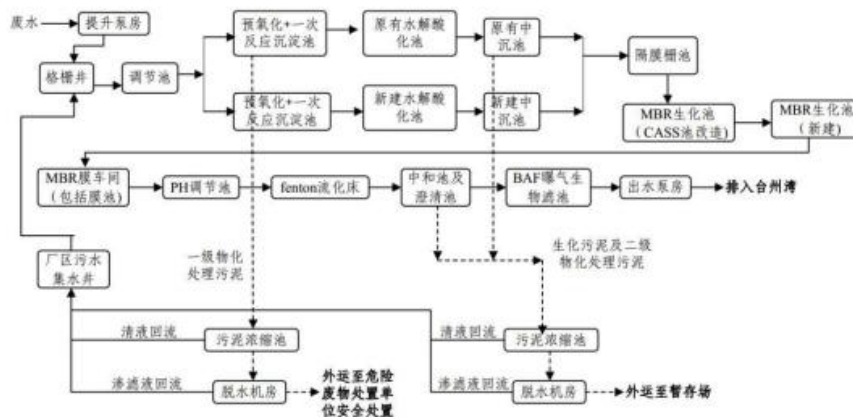 废水
提升泵房
格栅井
调节池
预氧化+一次
反应沉淀池
原有水解酸
化池
原有中
沉池
隔膜栅池
预氧化+一次
反应沉淀池
新建水解酸
化池
新建中
沉池
MBR生化池
（CASS池改造）
MBR生化池
（新建）
MBR膜车间
（包括膜池）
PH调节池
fenton流化床
中和池及
澄清池
BAF曝气生
物滤池
出水泵房
排入台州湾
厂区污水
集水井
一级物化
处理污泥
生化污泥及二级
物化处理污泥
清液回流
污泥浓缩池
清液回流
污泥浓缩池
渗滤液回流
脱水机房
外运至危险
废物处置单
位安全处置
渗滤液回流
脱水机房
外运至暂存场